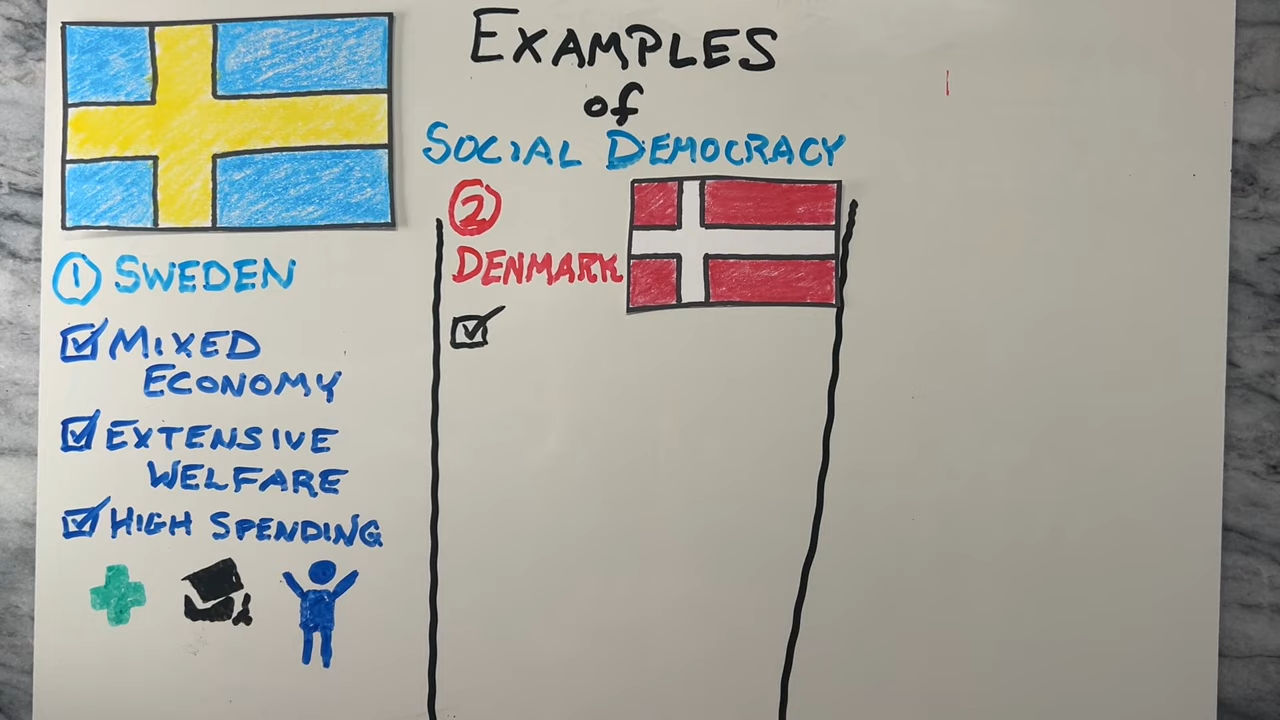 EXAMPLES
of
SOCIAL DEMOCRACY
① SWEDEN
☑ MIXED
ECONOMY
☑ EXTENSIVE
WELFARE
☑ HIGH SPENDING
②
DENMARK
☑